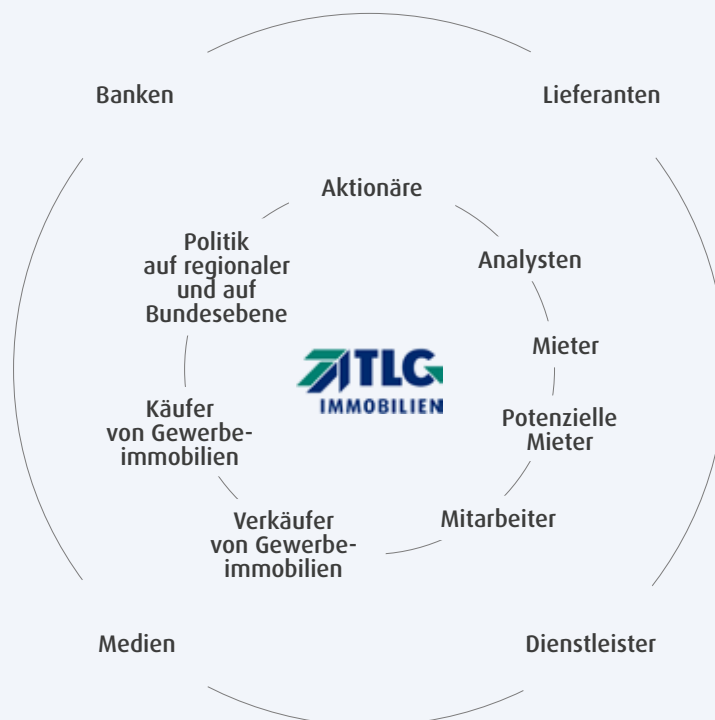 Banken
Lieferanten
Aktionäre
Politik
auf regionaler
und auf
Bundesebene
Analysten
TLG
IMMOBILIEN
Mieter
Käufer
von Gewerbe-
immobilien
Potenzielle
Mieter
Verkäufer
von Gewerbe-
immobilien
Mitarbeiter
Medien
Dienstleister